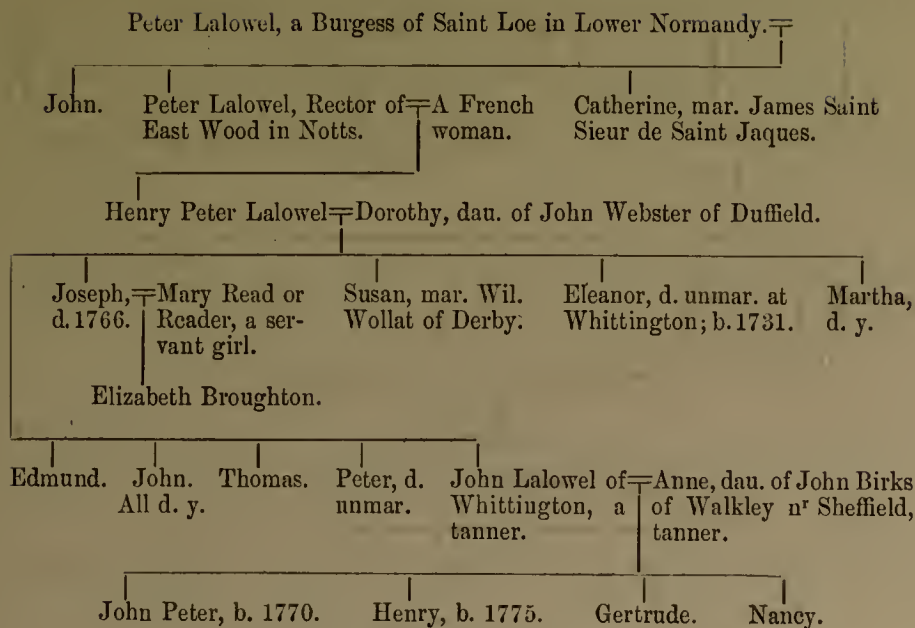 Peter Lalowel, a Burgess of Saint Loe in Lower Normandy.
John. Peter Lalowel, Rector of A French Catherine, mar. James Saint
East Wood in Notts. woman. Sieur de Saint Jaques.
Henry Peter Lalowel Dorothy, dau. of John Webster of Duffield.
Joseph, Mary Read or Susan, mar. Wil. Eleanor, d. unmar. at Martha,
d. 1766. Reader, a ser- Wollat of Derby. Whittington; b. 1731. d. y.
vant girl.
Elizabeth Broughton.
Edmund. John. Thomas. Peter, d. John Lalowel of Anne, dau. of John Birks
All d. y. unmar. Whittington, a of Walkley nʳ Sheffield,
tanner. tanner.
John Peter, b. 1770. Henry, b. 1775. Gertrude. Nancy.